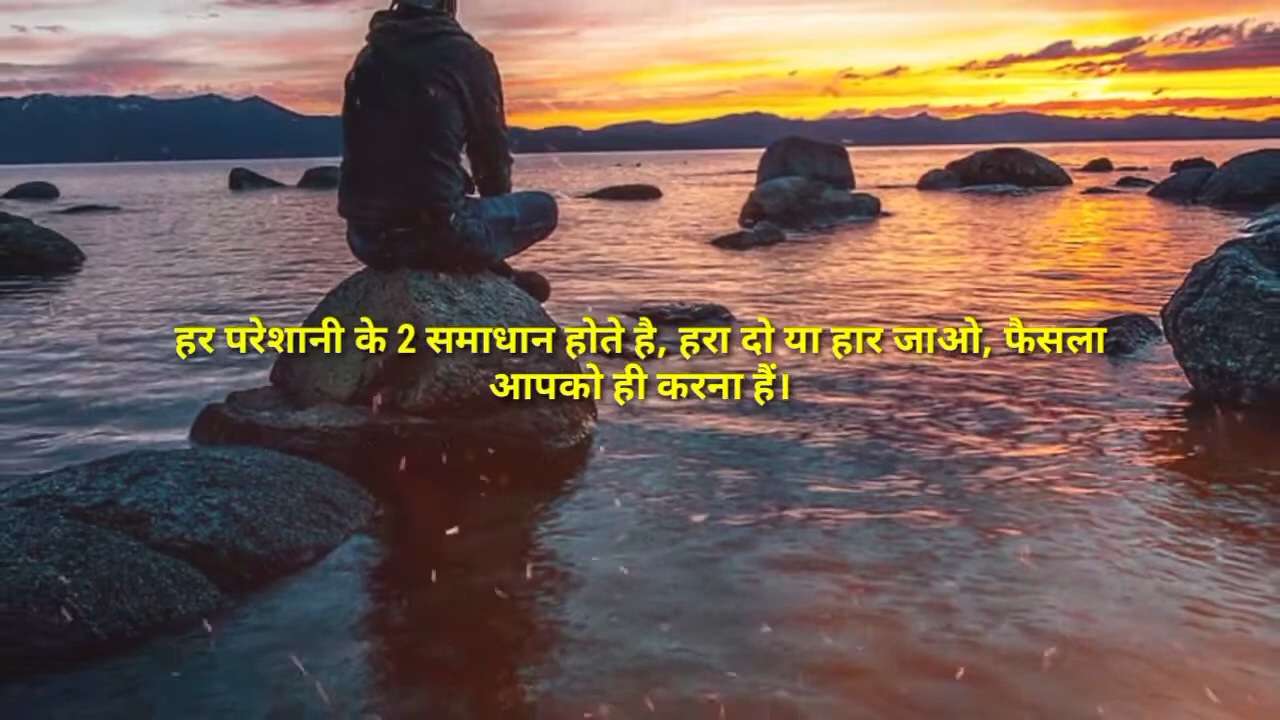 हर परेशानी के 2 समाधान होते है, हरा दो या हार जाओ, फैसला
आपको ही करना हैं।